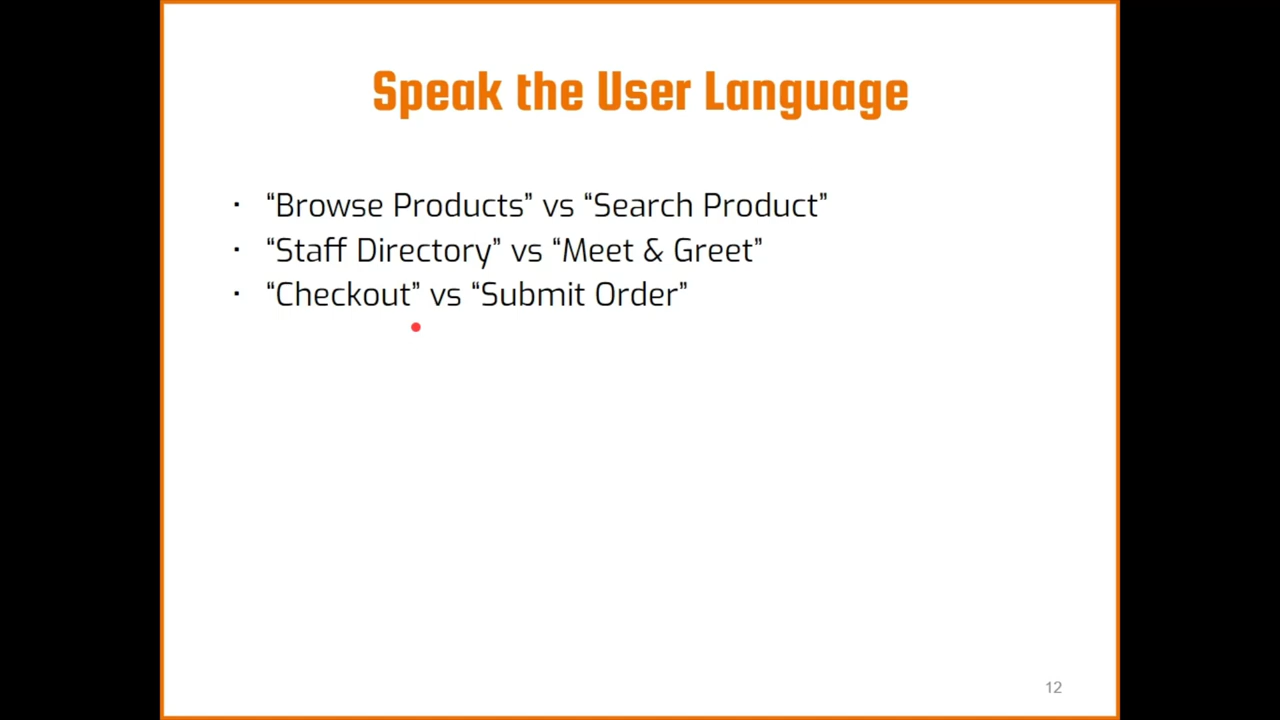 Speak the User Language
· “Browse Products” vs “Search Product”
· “Staff Directory” vs “Meet & Greet”
· “Checkout” vs “Submit Order”
12